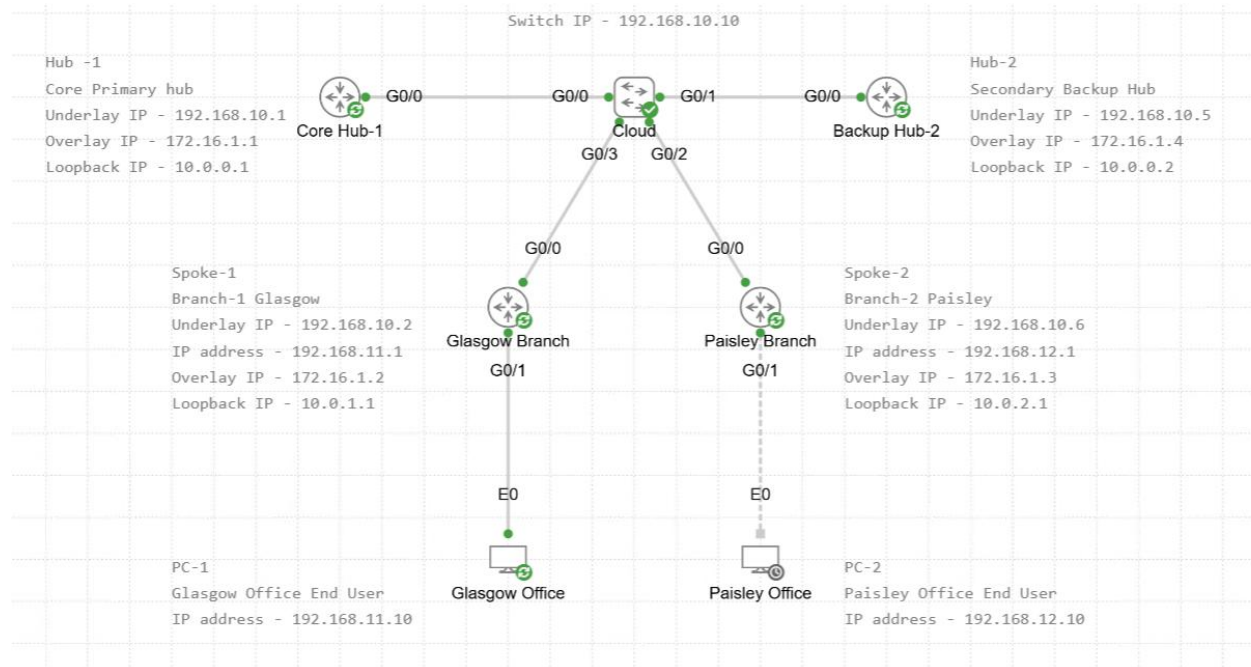 Switch IP - 192.168.10.10
Hub -1
Core Primary hub
Underlay IP - 192.168.10.1
Overlay IP - 172.16.1.1
Loopback IP - 10.0.0.1
Hub-2
Secondary Backup Hub
Underlay IP - 192.168.10.5
Overlay IP - 172.16.1.4
Loopback IP - 10.0.0.2
G0/0
G0/0
G0/1
G0/0
Core Hub-1
Cloud
Backup Hub-2
G0/3
G0/2
G0/0
G0/0
Spoke-1
Branch-1 Glasgow
Underlay IP - 192.168.10.2
IP address - 192.168.11.1
Overlay IP - 172.16.1.2
Loopback IP - 10.0.1.1
Glasgow Branch
G0/1
Paisley Branch
G0/1
Spoke-2
Branch-2 Paisley
Underlay IP - 192.168.10.6
IP address - 192.168.12.1
Overlay IP - 172.16.1.3
Loopback IP - 10.0.2.1
E0
E0
PC-1
Glasgow Office End User
IP address - 192.168.11.10
Glasgow Office
Paisley Office
PC-2
Paisley Office End User
IP address - 192.168.12.10